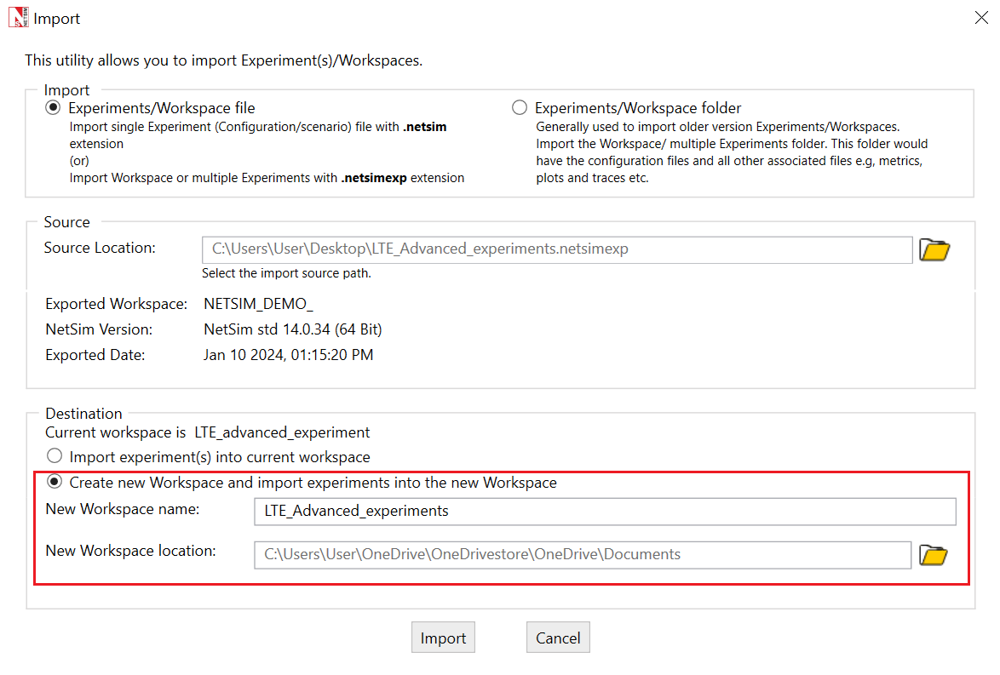 Import
This utility allows you to import Experiment(s)/Workspaces.
Import
Experiments/Workspace file
Import single Experiment (Configuration/scenario) file with .netsim
extension
(or)
Import Workspace or multiple Experiments with .netsimexp extension
Experiments/Workspace folder
Generally used to import older version Experiments/Workspaces.
Import the Workspace/ multiple Experiments folder. This folder would
have the configuration files and all other associated files e.g, metrics,
plots and traces etc.
Source
Source Location: C:\Users\User\Desktop\LTE_Advanced_experiments.netsimexp
Select the import source path.
Exported Workspace: NETSIM_DEMO_
NetSim Version: NetSim std 14.0.34 (64 Bit)
Exported Date: Jan 10 2024, 01:15:20 PM
Destination
Current workspace is LTE_advanced_experiment
Import experiment(s) into current workspace
Create new Workspace and import experiments into the new Workspace
New Workspace name: LTE_Advanced_experiments
New Workspace location: C:\Users\User\OneDrive\OneDrivestore\OneDrive\Documents
Import Cancel